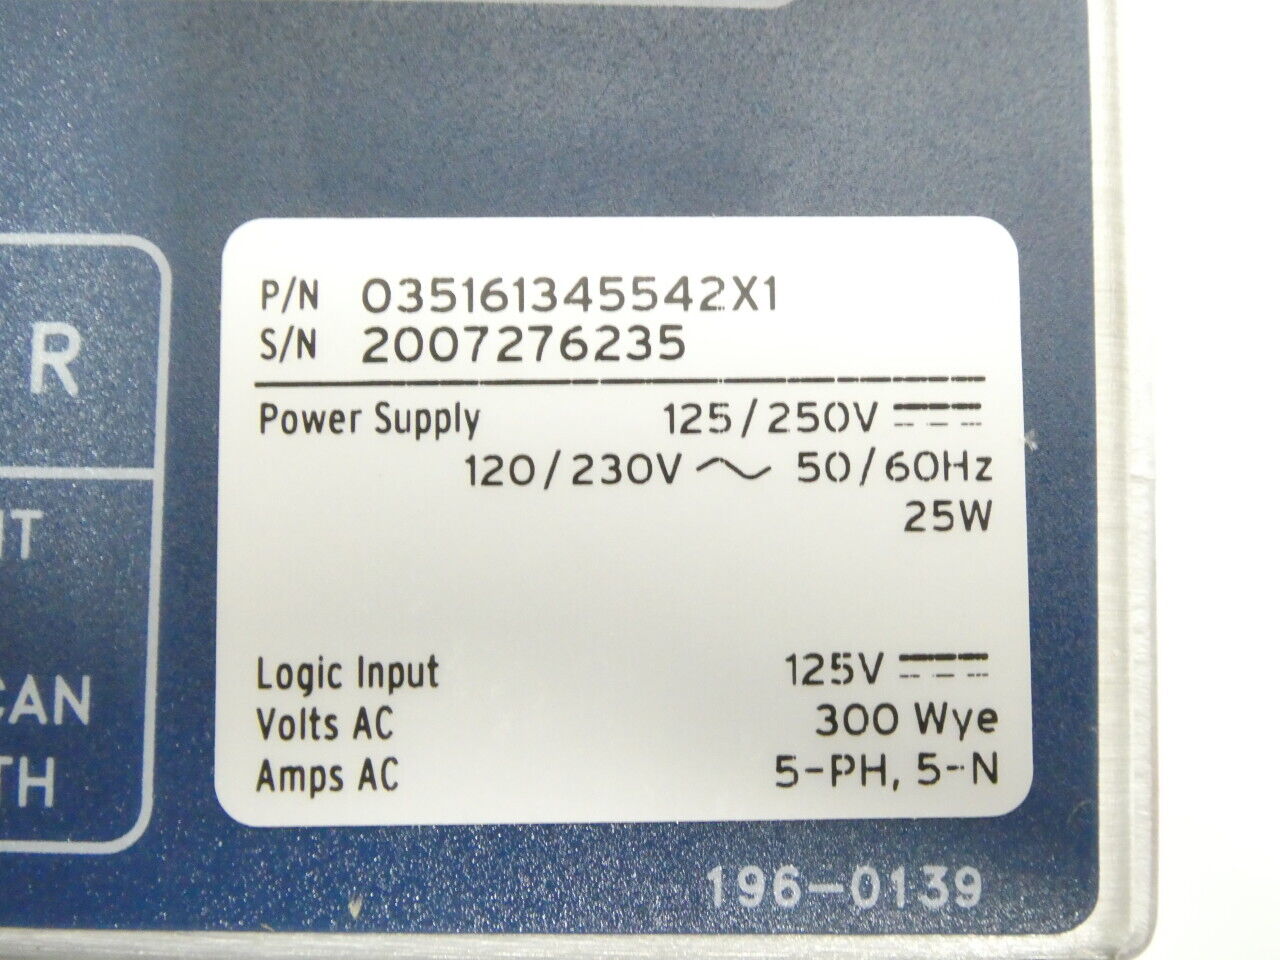 P/N 035161345542X1
S/N 2007276235
Power Supply 125/250V ⎓
120/230V ~ 50/60Hz
25W
Logic Input 125V ⎓
Volts AC 300 Wye
Amps AC 5-PH, 5-N
R
CAN
TH
196-0139